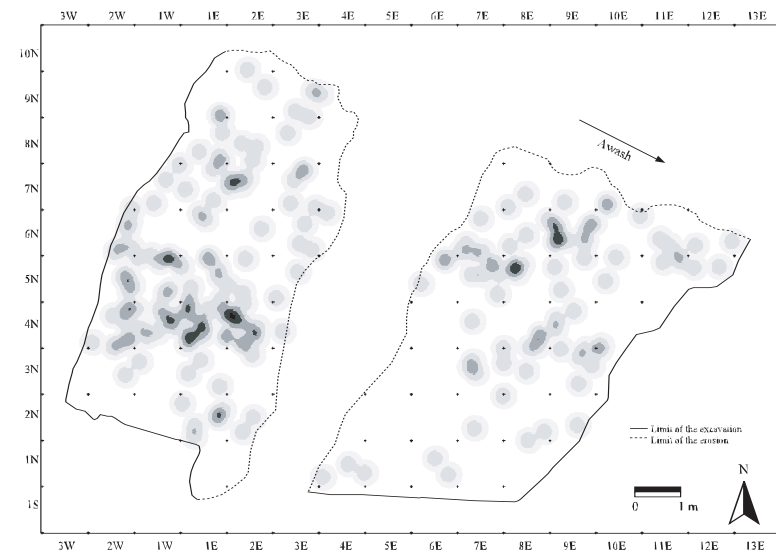 3W 2W 1W 1E 2E 3E 4E 5E 6E 7E 8E 9E 10E 11E 12E 13E
10N
9N
8N
Awash
7N
6N
5N
4N
3N
2N
Limit of the excavation
Limit of the erosion
1N
N
1S
0 1 m
3W 2W 1W 1E 2E 3E 4E 5E 6E 7E 8E 9E 10E 11E 12E 13E